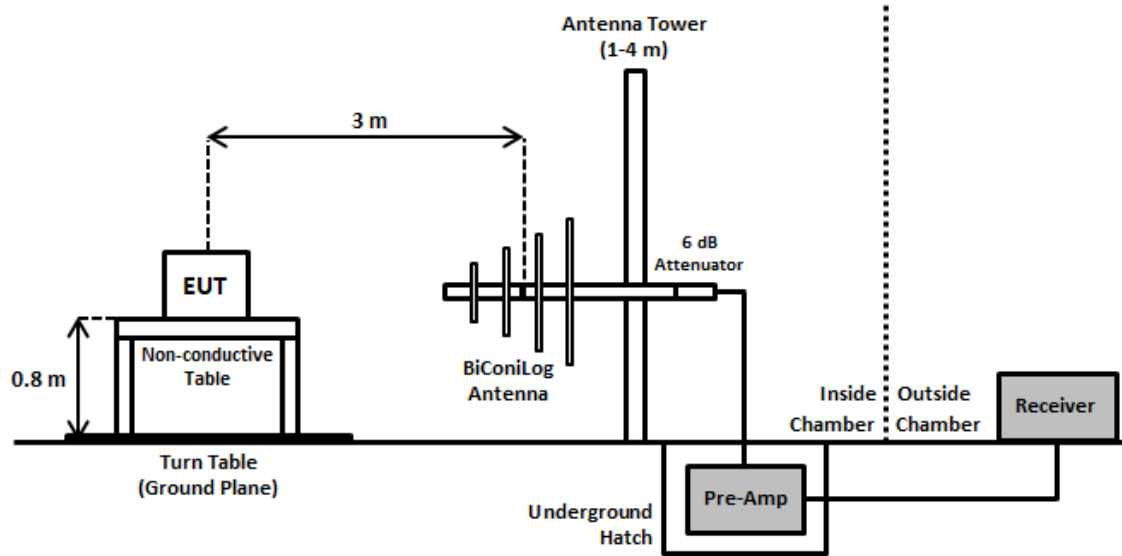 Antenna Tower
(1-4 m)
3 m
6 dB
Attenuator
EUT
Non-conductive
Table
0.8 m
BiConiLog
Antenna
Inside
Chamber
Outside
Chamber
Receiver
Turn Table
(Ground Plane)
Pre-Amp
Underground
Hatch